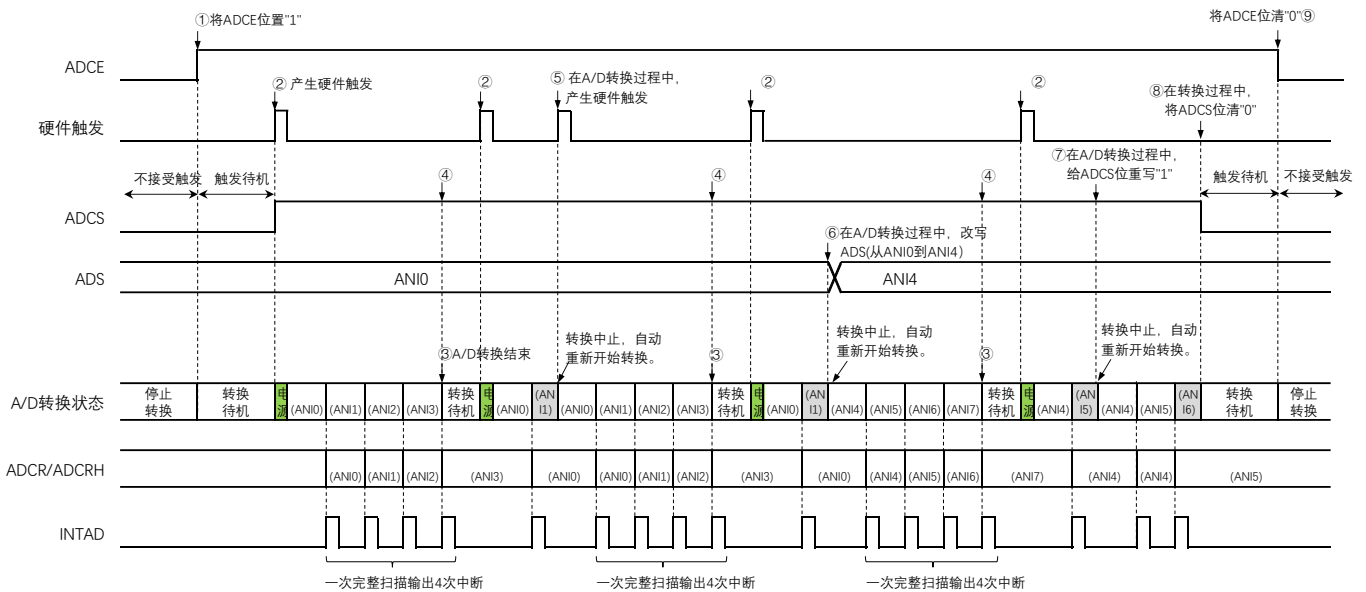 ①将ADCE位置"1"
将ADCE位清"0"⑨
ADCE
② 产生硬件触发
②
⑤ 在A/D转换过程中，
产生硬件触发
②
②
⑧在转换过程中，
将ADCS位清"0"
硬件触发
⑦在A/D转换过程中，
给ADCS位重写"1"
不接受触发
触发待机
④
④
④
触发待机
不接受触发
ADCS
⑥在A/D转换过程中，改写
ADS(从ANI0到ANI4）
ADS
ANI0
ANI4
③A/D转换结束
转换中止，自动
重新开始转换。
③
转换中止，自动
重新开始转换。
③
转换中止，自动
重新开始转换。
A/D转换状态
停止
转换
转换
待机
电
源
(ANI0)
(ANI1)
(ANI2)
(ANI3)
转换
待机
电
源
(ANI0)
(AN
I1)
(ANI0)
(ANI1)
(ANI2)
(ANI3)
转换
待机
电
源
(ANI0)
(AN
I1)
(ANI4)
(ANI5)
(ANI6)
(ANI7)
转换
待机
电
源
(ANI4)
(AN
I5)
(ANI4)
(ANI5)
(AN
I6)
转换
待机
停止
转换
ADCR/ADCRH
(ANI0)
(ANI1)
(ANI2)
(ANI3)
(ANI0)
(ANI0)
(ANI1)
(ANI2)
(ANI3)
(ANI0)
(ANI4)
(ANI5)
(ANI6)
(ANI7)
(ANI4)
(ANI4)
(ANI5)
INTAD
一次完整扫描输出4次中断
一次完整扫描输出4次中断
一次完整扫描输出4次中断